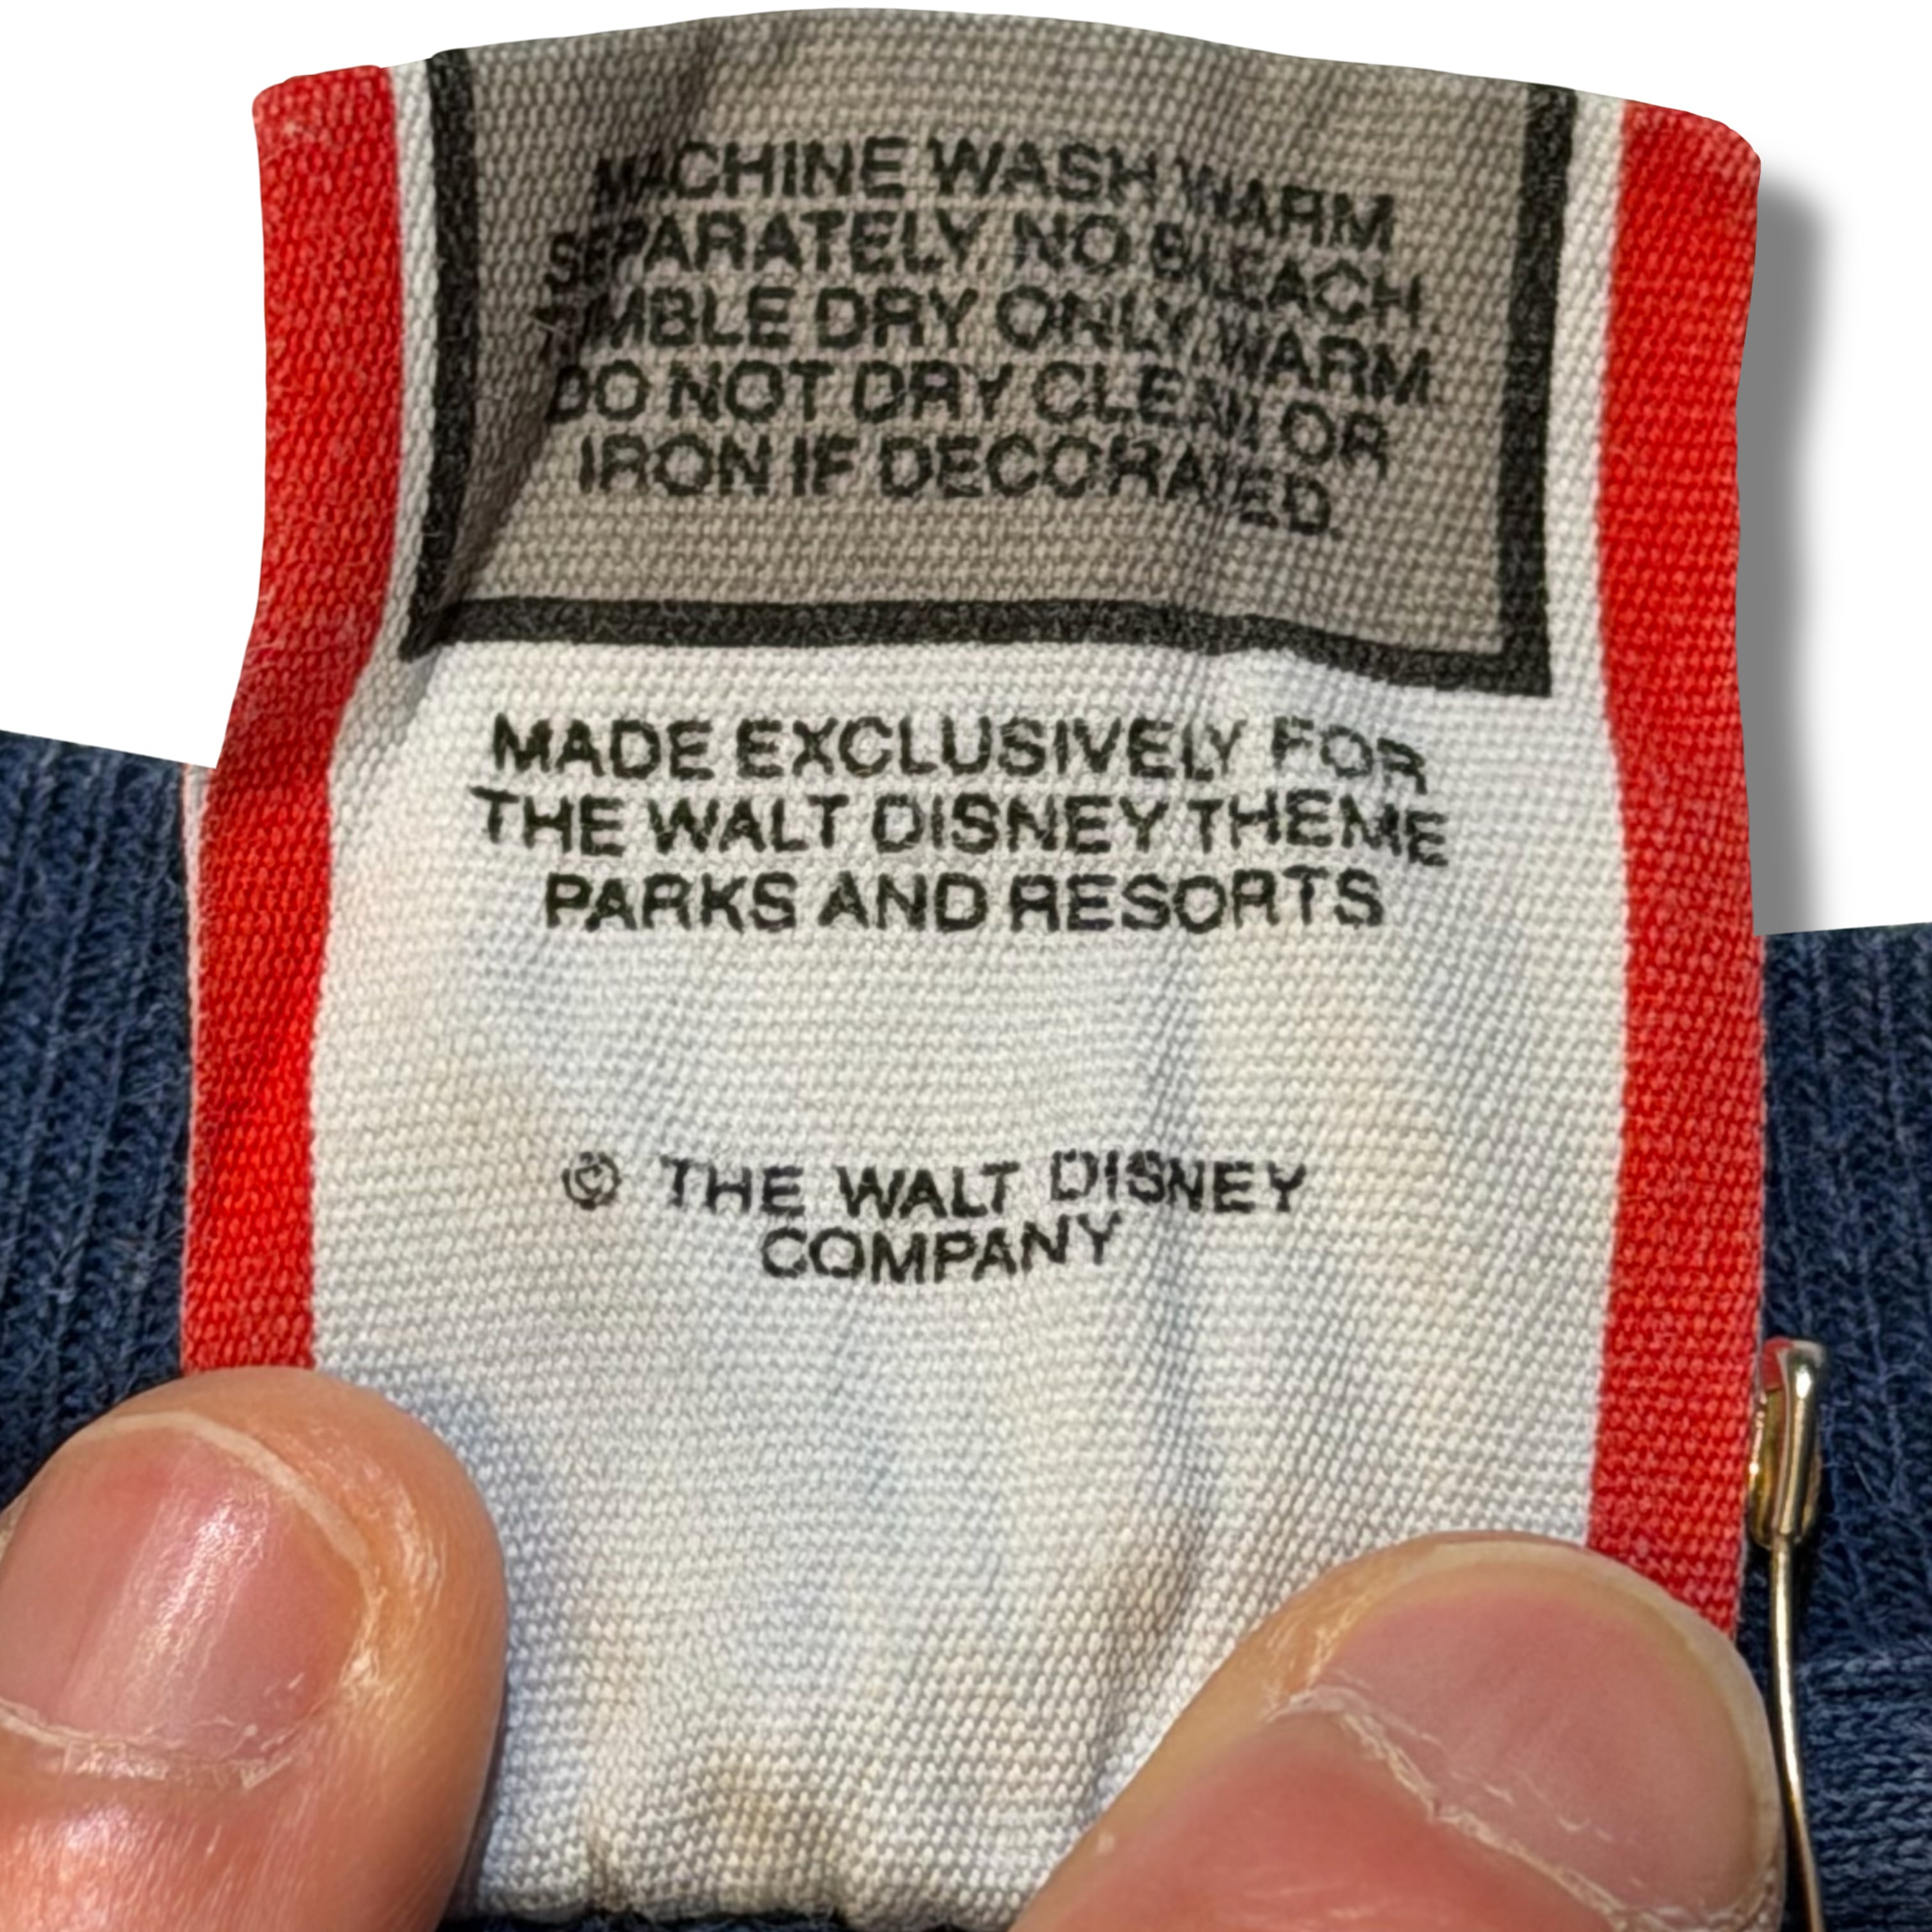 MACHINE WASH WARM
SEPARATELY NO BLEACH.
TUMBLE DRY ONLY WARM
DO NOT DRY CLEAN OR
IRON IF DECORATED.
MADE EXCLUSIVELY FOR
THE WALT DISNEY THEME
PARKS AND RESORTS
© THE WALT DISNEY
COMPANY